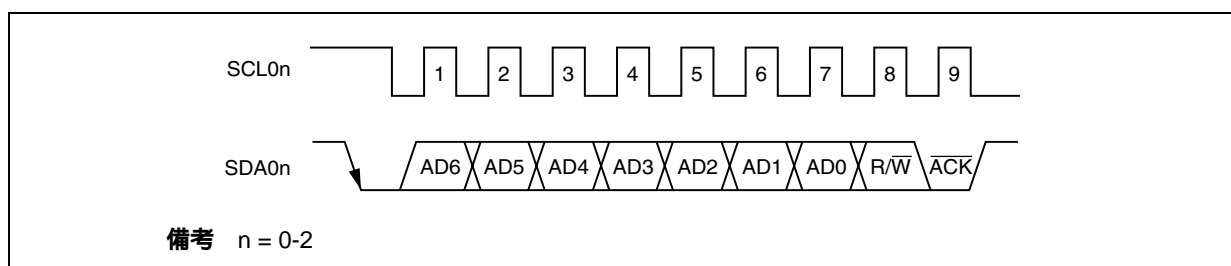 SCL0n 1 2 3 4 5 6 7 8 9
SDA0n AD6 AD5 AD4 AD3 AD2 AD1 AD0 R/W̅ A̅C̅K̅
備考 n = 0-2